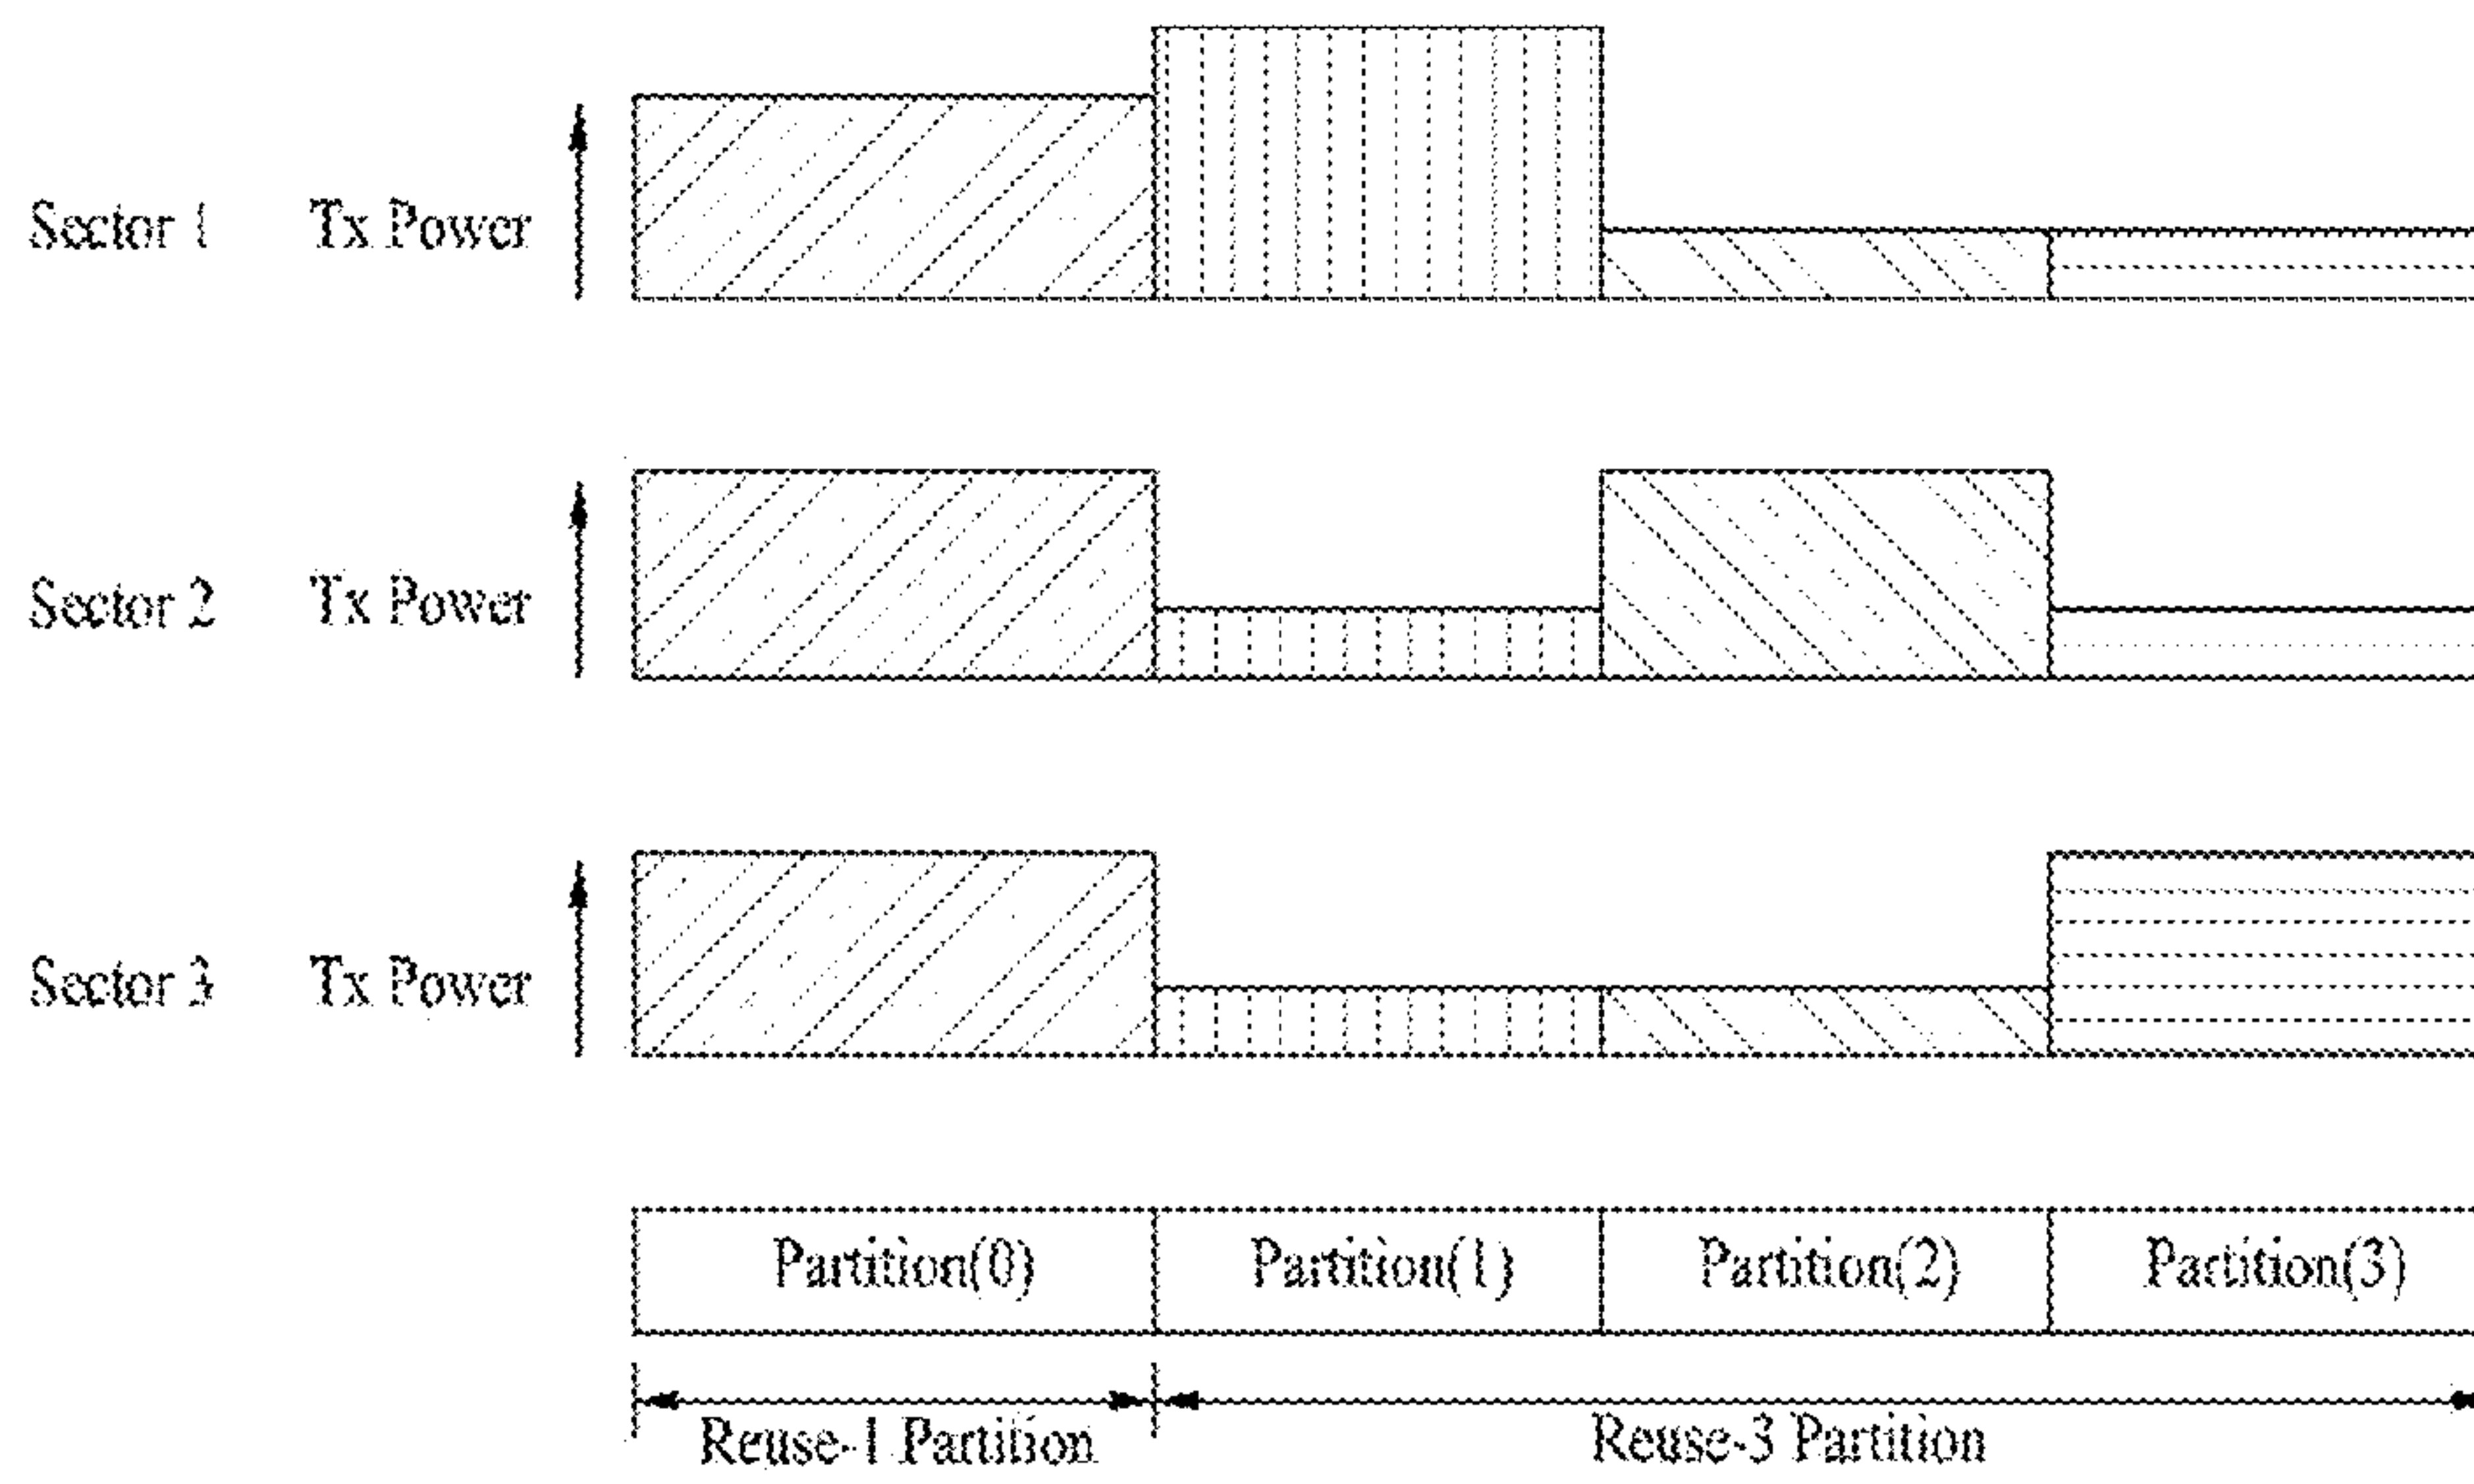 Sector 1 Tx Power
Sector 2 Tx Power
Sector 3 Tx Power
Partition(0) Partition(1) Partition(2) Partition(3)
Reuse-1 Partition Reuse-3 Partition